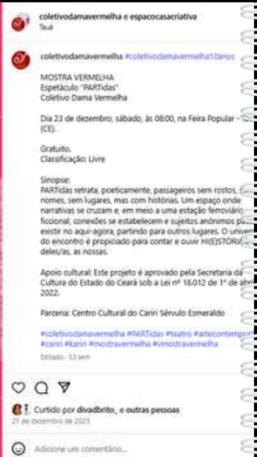 coletivodamavermelha e espacocasacriativa
Tauá
coletivodamavermelha #coletivodamavermelha10anos
MOSTRA VERMELHA
Espetáculo "PARTidas"
Coletivo Dama Vermelha
Dia 23 de dezembro, sábado, às 08:00, na Feira Popular -
(CE).
Gratuito.
Classificação: Livre
Sinopse:
PARTidas retrata, poeticamente, passageiros sem rostos,
nomes, sem lugares, mas com histórias. Um espaço onde
narrativas se cruzam e, em meio a uma estação ferroviária
ficcional, conexões se estabelecem e sujeitos anônimos
existir no aqui-agora, partindo para outros lugares. O
do encontro é propiciado para contar e ouvir
deles/as, as nossas.
Apoio cultural: Este projeto é aprovado pela Secretaria da
Cultura do Estado do Ceará sob a Lei nº 18.012 de 1º de
2022.
Parceria: Centro Cultural do Cariri Sérvulo Esmeraldo
#coletivodamavermelha #PARTidas #teatro
#cariri #kariri #mostravermelha #vimostravermelha
Editado · 53 sem
Curtido por divadbrito_ e outras pessoas
21 de dezembro de 2023
Adicione um comentário...